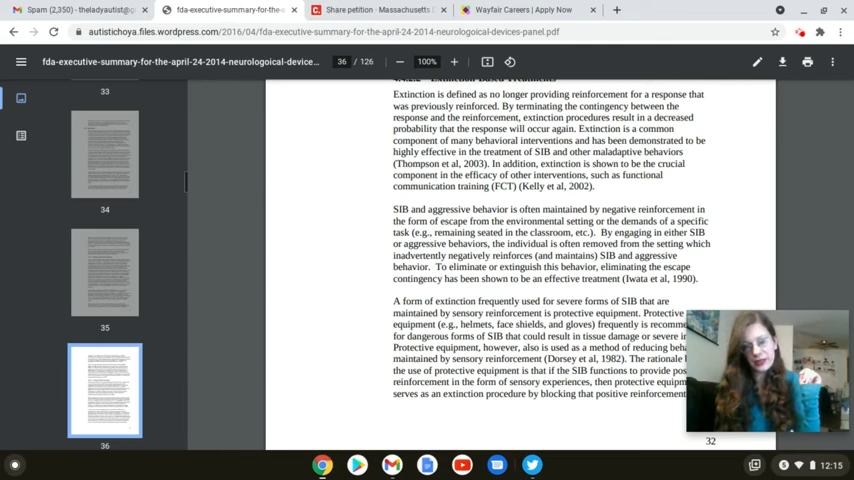 Spam (2,350) - theladyautist@g
fda-executive-summary-for-the-
Share petition - Massachusetts D
Wayfair Careers | Apply Now
autistichoya.files.wordpress.com/2016/04/fda-executive-summary-for-the-april-24-2014-neurologoical-devices-panel.pdf
fda-executive-summary-for-the-april-24-2014-neurologoical-device...
36 / 126
100%
33
34
35
36
4.4.2.2 Extinction-Based Treatments
Extinction is defined as no longer providing reinforcement for a response that
was previously reinforced. By terminating the contingency between the
response and the reinforcement, extinction procedures result in a decreased
probability that the response will occur again. Extinction is a common
component of many behavioral interventions and has been demonstrated to be
highly effective in the treatment of SIB and other maladaptive behaviors
(Thompson et al, 2003). In addition, extinction is shown to be the crucial
component in the efficacy of other interventions, such as functional
communication training (FCT) (Kelly et al, 2002).
SIB and aggressive behavior is often maintained by negative reinforcement in
the form of escape from the environmental setting or the demands of a specific
task (e.g., remaining seated in the classroom, etc.). By engaging in either SIB
or aggressive behaviors, the individual is often removed from the setting which
inadvertently negatively reinforces (and maintains) SIB and aggressive
behavior. To eliminate or extinguish this behavior, eliminating the escape
contingency has been shown to be an effective treatment (Iwata et al, 1990).
A form of extinction frequently used for severe forms of SIB that are
maintained by sensory reinforcement is protective equipment. Protective
equipment (e.g., helmets, face shields, and gloves) frequently is recomme
for dangerous forms of SIB that could result in tissue damage or severe i
Protective equipment, however, also is used as a method of reducing beh
maintained by sensory reinforcement (Dorsey et al, 1982). The rationale
the use of protective equipment is that if the SIB functions to provide pos
reinforcement in the form of sensory experiences, then protective equipm
serves as an extinction procedure by blocking that positive reinforcement
32
12:15